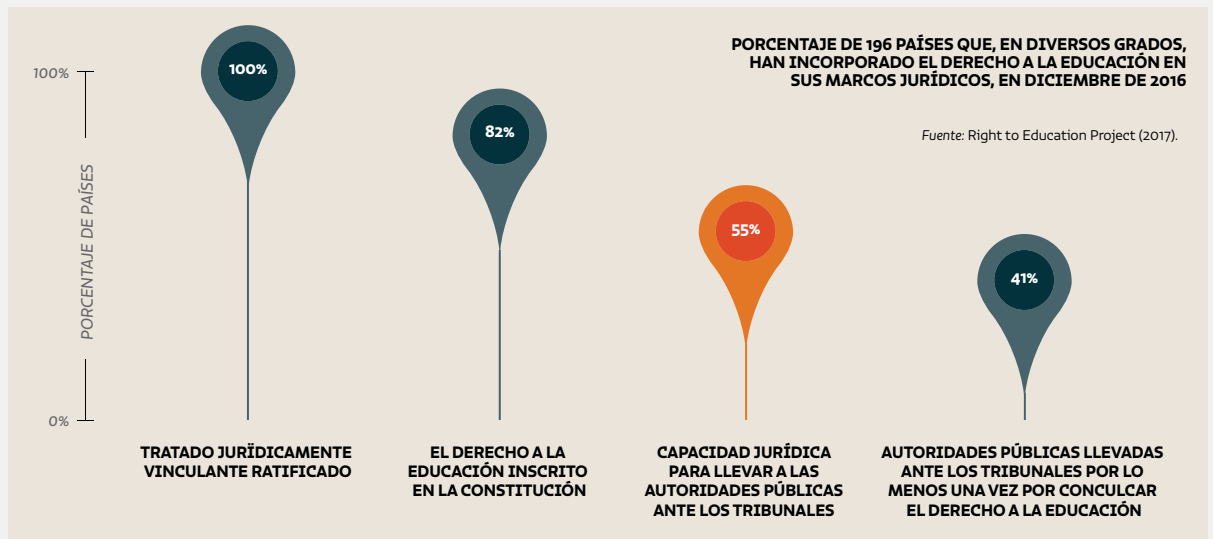 PORCENTAJE DE 196 PAÍSES QUE, EN DIVERSOS GRADOS,
HAN INCORPORADO EL DERECHO A LA EDUCACIÓN EN
SUS MARCOS JURÍDICOS, EN DICIEMBRE DE 2016
Fuente: Right to Education Project (2017).
100%
PORCENTAJE DE PAÍSES
0%
100%
82%
55%
41%
TRATADO JURÏDICAMENTE
VINCULANTE RATIFICADO
EL DERECHO A LA
EDUCACIÓN INSCRITO
EN LA CONSTITUCIÓN
CAPACIDAD JURÍDICA
PARA LLEVAR A LAS
AUTORIDADES PÚBLICAS
ANTE LOS TRIBUNALES
AUTORIDADES PÚBLICAS LLEVADAS
ANTE LOS TRIBUNALES POR LO
MENOS UNA VEZ POR CONCULCAR
EL DERECHO A LA EDUCACIÓN